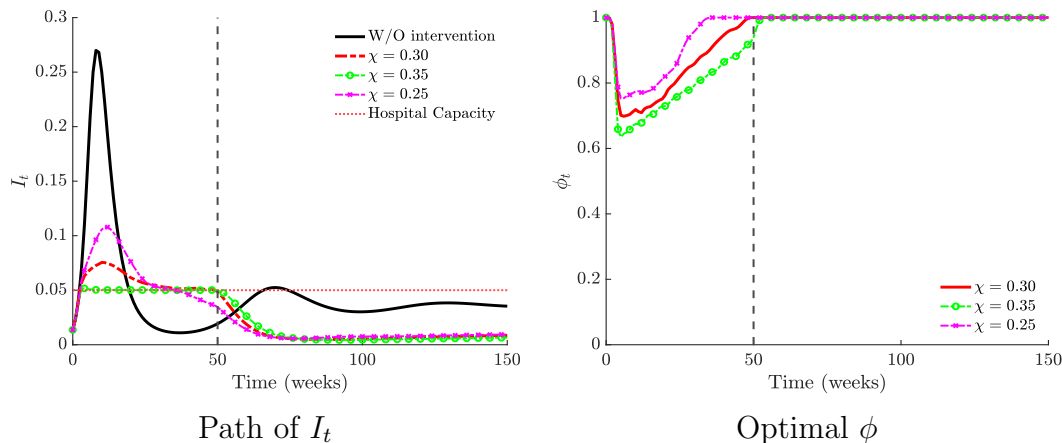 0.3
0.25
0.2
0.15
0.1
0.05
0
I_t
W/O intervention
χ = 0.30
χ = 0.35
χ = 0.25
Hospital Capacity
0 50 100 150
Time (weeks)
Path of I_t
1
0.8
0.6
0.4
0.2
0
ϕ_t
χ = 0.30
χ = 0.35
χ = 0.25
0 50 100 150
Time (weeks)
Optimal ϕ